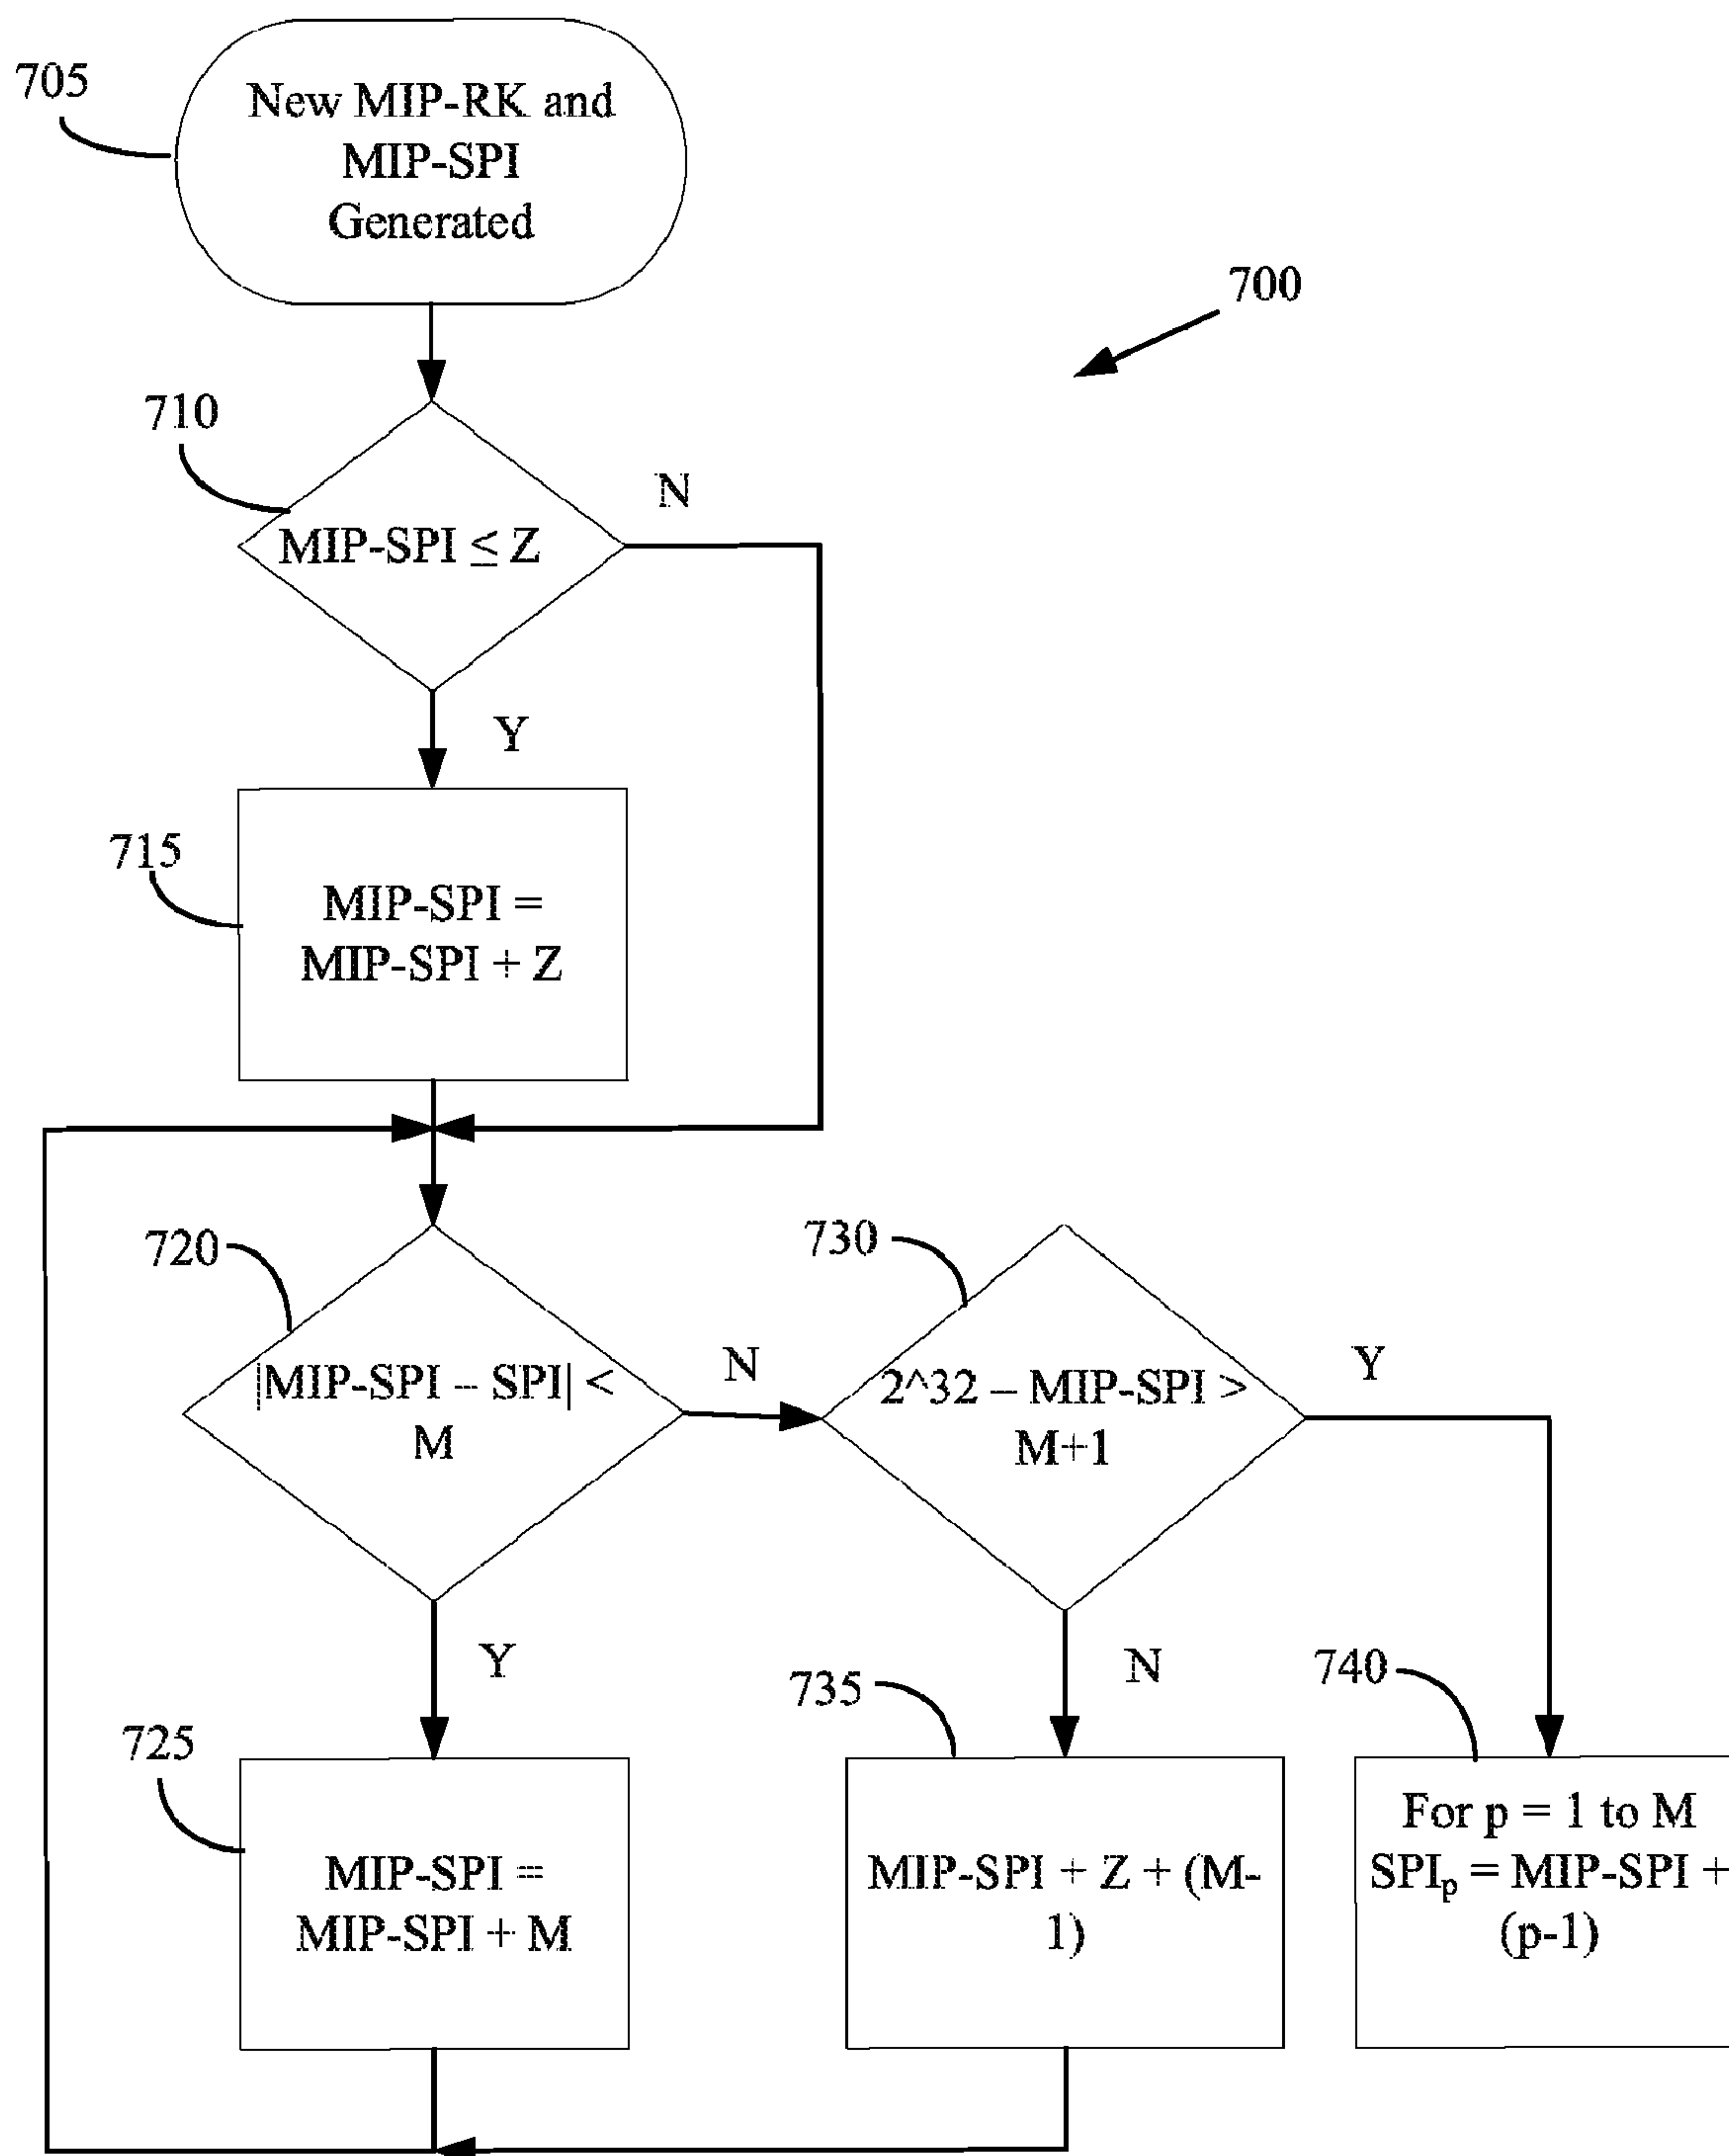 705
New MIP-RK and
MIP-SPI
Generated
700
710
N
MIP-SPI ≤ Z
Y
715
MIP-SPI =
MIP-SPI + Z
720
730
|MIP-SPI – SPI| <
M
N
2^32 – MIP-SPI >
M+1
Y
Y
N
725
735
740
MIP-SPI =
MIP-SPI + M
MIP-SPI + Z + (M-
1)
For p = 1 to M
SPIₚ = MIP-SPI +
(p-1)